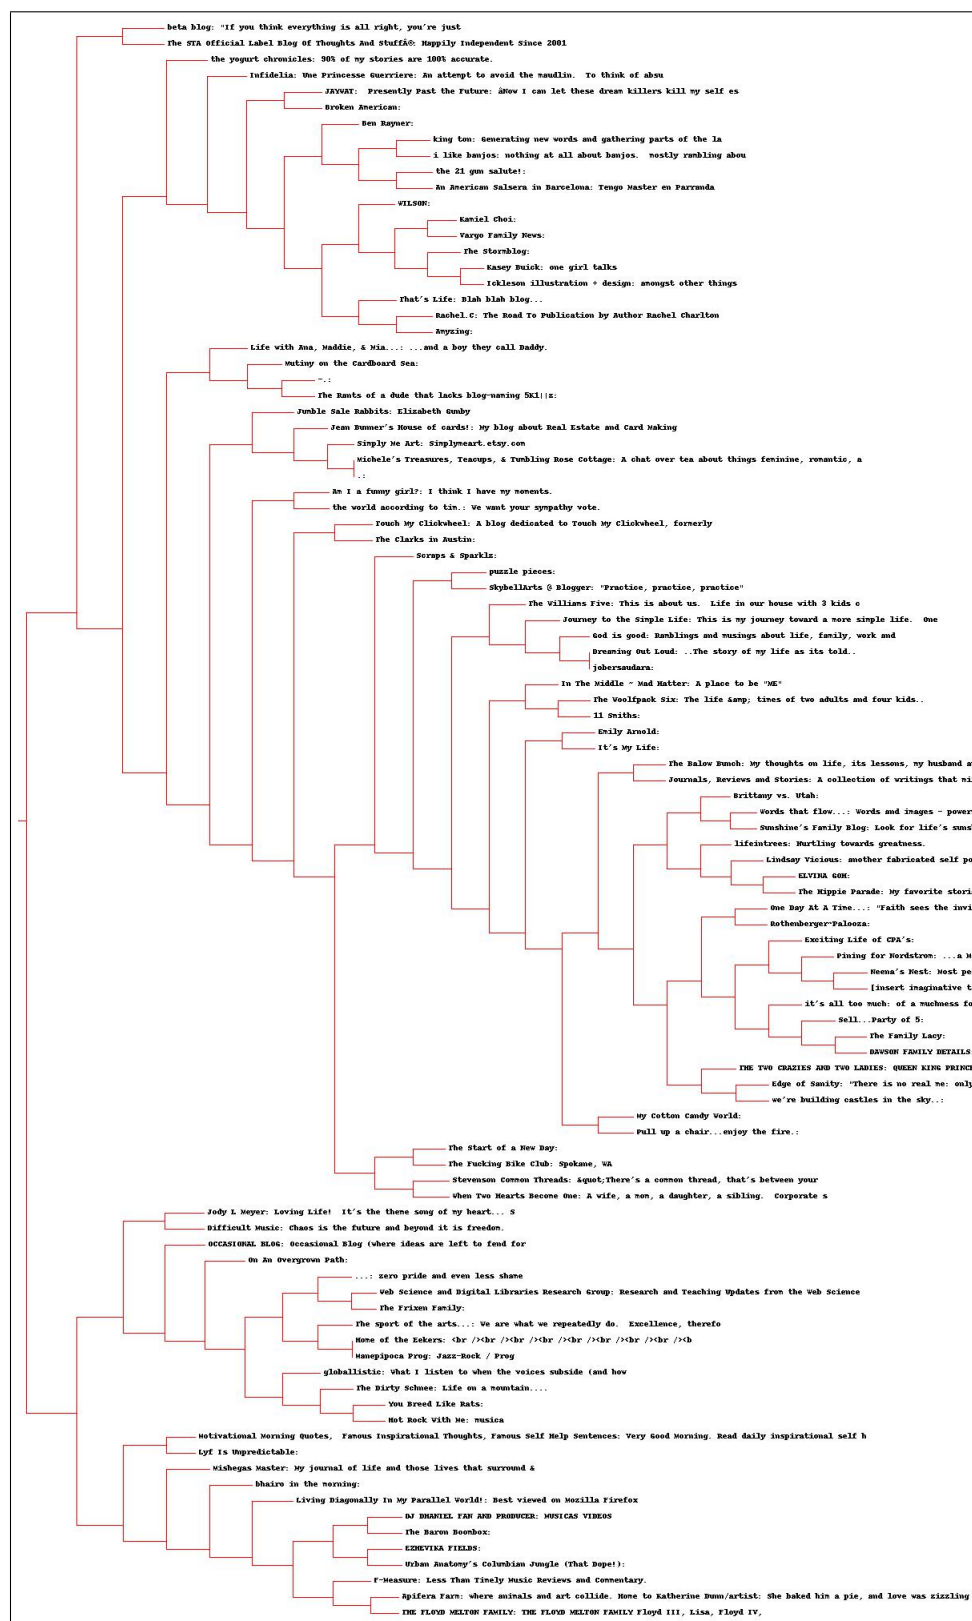 beta blog: "If you think everything is all right, you're just
The STA Official Label Blog Of Thoughts And StuffÂ®: Happily Independent Since 2001
the yogurt chronicles: 90% of my stories are 100% accurate.
Infidelia: Une Princesse Guerriere: An attempt to avoid the maudlin.  To think of absu
JAYWAT:  Presently Past the Future: âNow I can let these dream killers kill my self es
Broken American:
Ben Rayner:
king tom: Generating new words and gathering parts of the la
i like banjos: nothing at all about banjos.  mostly rambling abou
the 21 gun salute!:
An American Salsera in Barcelona: Tengo Master en Parranda
WILSON:
Kamiel Choi:
Vargo Family News:
The Stormblog:
Kasey Buick: one girl talks
Ickleson illustration + design: amongst other things
That's Life: Blah blah blog...
Rachel.C: The Road To Publication by Author Rachel Charlton
Amyzing:
Life with Ana, Maddie, & Mia...: ...and a boy they call Daddy.
Mutiny on the Cardboard Sea:
~.:
The Rants of a dude that lacks blog-naming 5K1||z:
Jumble Sale Rabbits: Elizabeth Gunby
Jean Bunner's House of cards!: My blog about Real Estate and Card Making
Simply Me Art: Simplymeart.etsy.com
Michele's Treasures, Teacups, & Tumbling Rose Cottage: A chat over tea about things feminine, romantic, a
.:
Am I a funny girl?: I think I have my moments.
the world according to tim.: We want your sympathy vote.
Touch My Clickwheel: A blog dedicated to Touch My Clickwheel, formerly
The Clarks in Austin:
Scraps & Sparklz:
puzzle pieces:
SkybellArts @ Blogger: "Practice, practice, practice"
The Williams Five: This is about us.  Life in our house with 3 kids c
Journey to the Simple Life: This is my journey toward a more simple life.  One
God is good: Ramblings and musings about life, family, work and
Dreaming Out Loud: ..The story of my life as its told..
jobersaudara:
In The Middle ~ Mad Hatter: A place to be "ME"
The Woolfpack Six: The life &amp; times of two adults and four kids..
11 Smiths:
Emily Arnold:
It's My Life:
The Balow Bunch: My thoughts on life, its lessons, my husband a
Journals, Reviews and Stories: A collection of writings that mi
Brittany vs. Utah:
Words that flow...: Words and images - power
Sunshine's Family Blog: Look for life's suns
lifeintrees: Hurtling towards greatness.
Lindsay Vicious: another fabricated self po
ELVIRA GOH:
The Hippie Parade: My favorite stori
One Day At A Time...: "Faith sees the invi
Rothenberger~Palooza:
Exciting Life of CPA's:
Pining for Nordstrom: ...a M
Neena's Nest: Most pe
[insert imaginative t
it's all too much: of a muchness fo
Sell...Party of 5:
The Family Lacy:
DAWSON FAMILY DETAILS
THE TWO CRAZIES AND TWO LADIES: QUEEN KING PRINCE
Edge of Sanity: "There is no real me: only
we're building castles in the sky..:
My Cotton Candy World:
Pull up a chair...enjoy the fire.:
The Start of a New Day:
The Fucking Bike Club: Spokane, WA
Stevenson Common Threads: &quot;There's a common thread, that's between your
When Two Hearts Become One: A wife, a mom, a daughter, a sibling.  Corporate s
Jody L Meyer: Loving Life!  It's the theme song of my heart... S
Difficult Music: Chaos is the future and beyond it is freedom.
OCCASIONAL BLOG: Occasional Blog (where ideas are left to fend for
On An Overgrown Path:
...: zero pride and even less shame
Web Science and Digital Libraries Research Group: Research and Teaching Updates from the Web Science
The Frixen Family:
The sport of the arts...: We are what we repeatedly do.  Excellence, therefo
Home of the Eekers: <br /><br /><br /><br /><br /><br /><br /><br /><b
Manepipoca Prog: Jazz-Rock / Prog
globallistic: What I listen to when the voices subside (and how
The Dirty Schnee: Life on a mountain....
You Breed Like Rats:
Hot Rock With Me: musica
Motivational Morning Quotes,  Famous Inspirational Thoughts, Famous Self Help Sentences: Very Good Morning. Read daily inspirational self h
Lyf Is Unpredictable:
Mishegas Master: My journal of life and those lives that surround &
bhairo in the morning:
Living Diagonally In My Parallel World!: Best viewed on Mozilla Firefox
DJ DHANIEL FAN AND PRODUCER: MUSICAS VIDEOS
The Baron Boombox:
EZHEVIKA FIELDS:
Urban Anatomy's Columbian Jungle (That Dope!):
F-Measure: Less Than Timely Music Reviews and Commentary.
Apifera Farm: where animals and art collide. Home to Katherine Dunn/artist: She baked him a pie, and love was sizzling
THE FLOYD MELTON FAMILY: THE FLOYD MELTON FAMILY Floyd III, Lisa, Floyd IV,